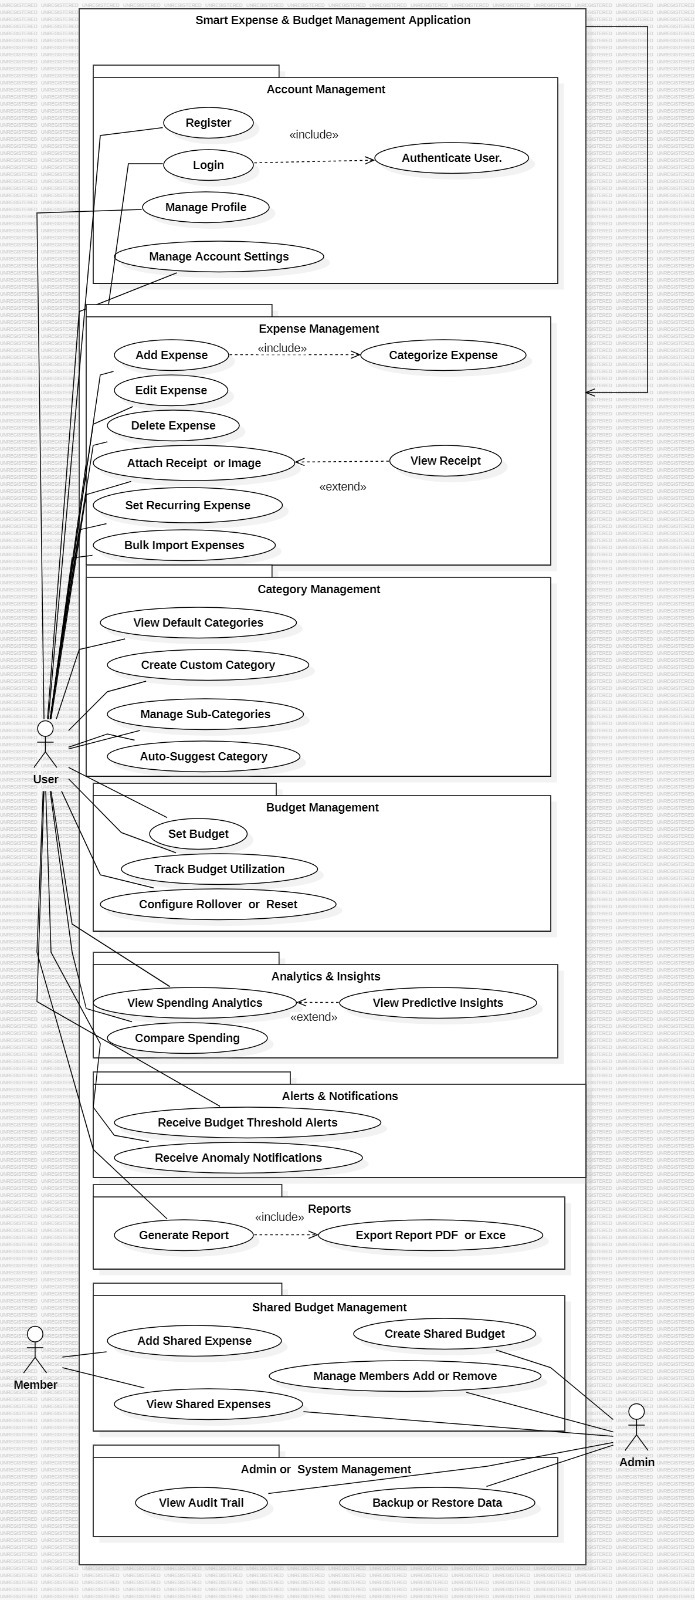 Smart Expense & Budget Management Application
Account Management
Register
«include»
Login
Authenticate User.
Manage Profile
Manage Account Settings
Expense Management
Add Expense
«include»
Categorize Expense
Edit Expense
Delete Expense
Attach Receipt or Image
View Receipt
«extend»
Set Recurring Expense
Bulk Import Expenses
Category Management
View Default Categories
Create Custom Category
Manage Sub-Categories
Auto-Suggest Category
User
Budget Management
Set Budget
Track Budget Utilization
Configure Rollover or Reset
Analytics & Insights
View Spending Analytics
View Predictive Insights
«extend»
Compare Spending
Alerts & Notifications
Receive Budget Threshold Alerts
Receive Anomaly Notifications
Reports
«include»
Generate Report
Export Report PDF or Exce
Shared Budget Management
Add Shared Expense
Create Shared Budget
Member
Manage Members Add or Remove
View Shared Expenses
Admin
Admin or System Management
View Audit Trail
Backup or Restore Data
UNREGISTERED